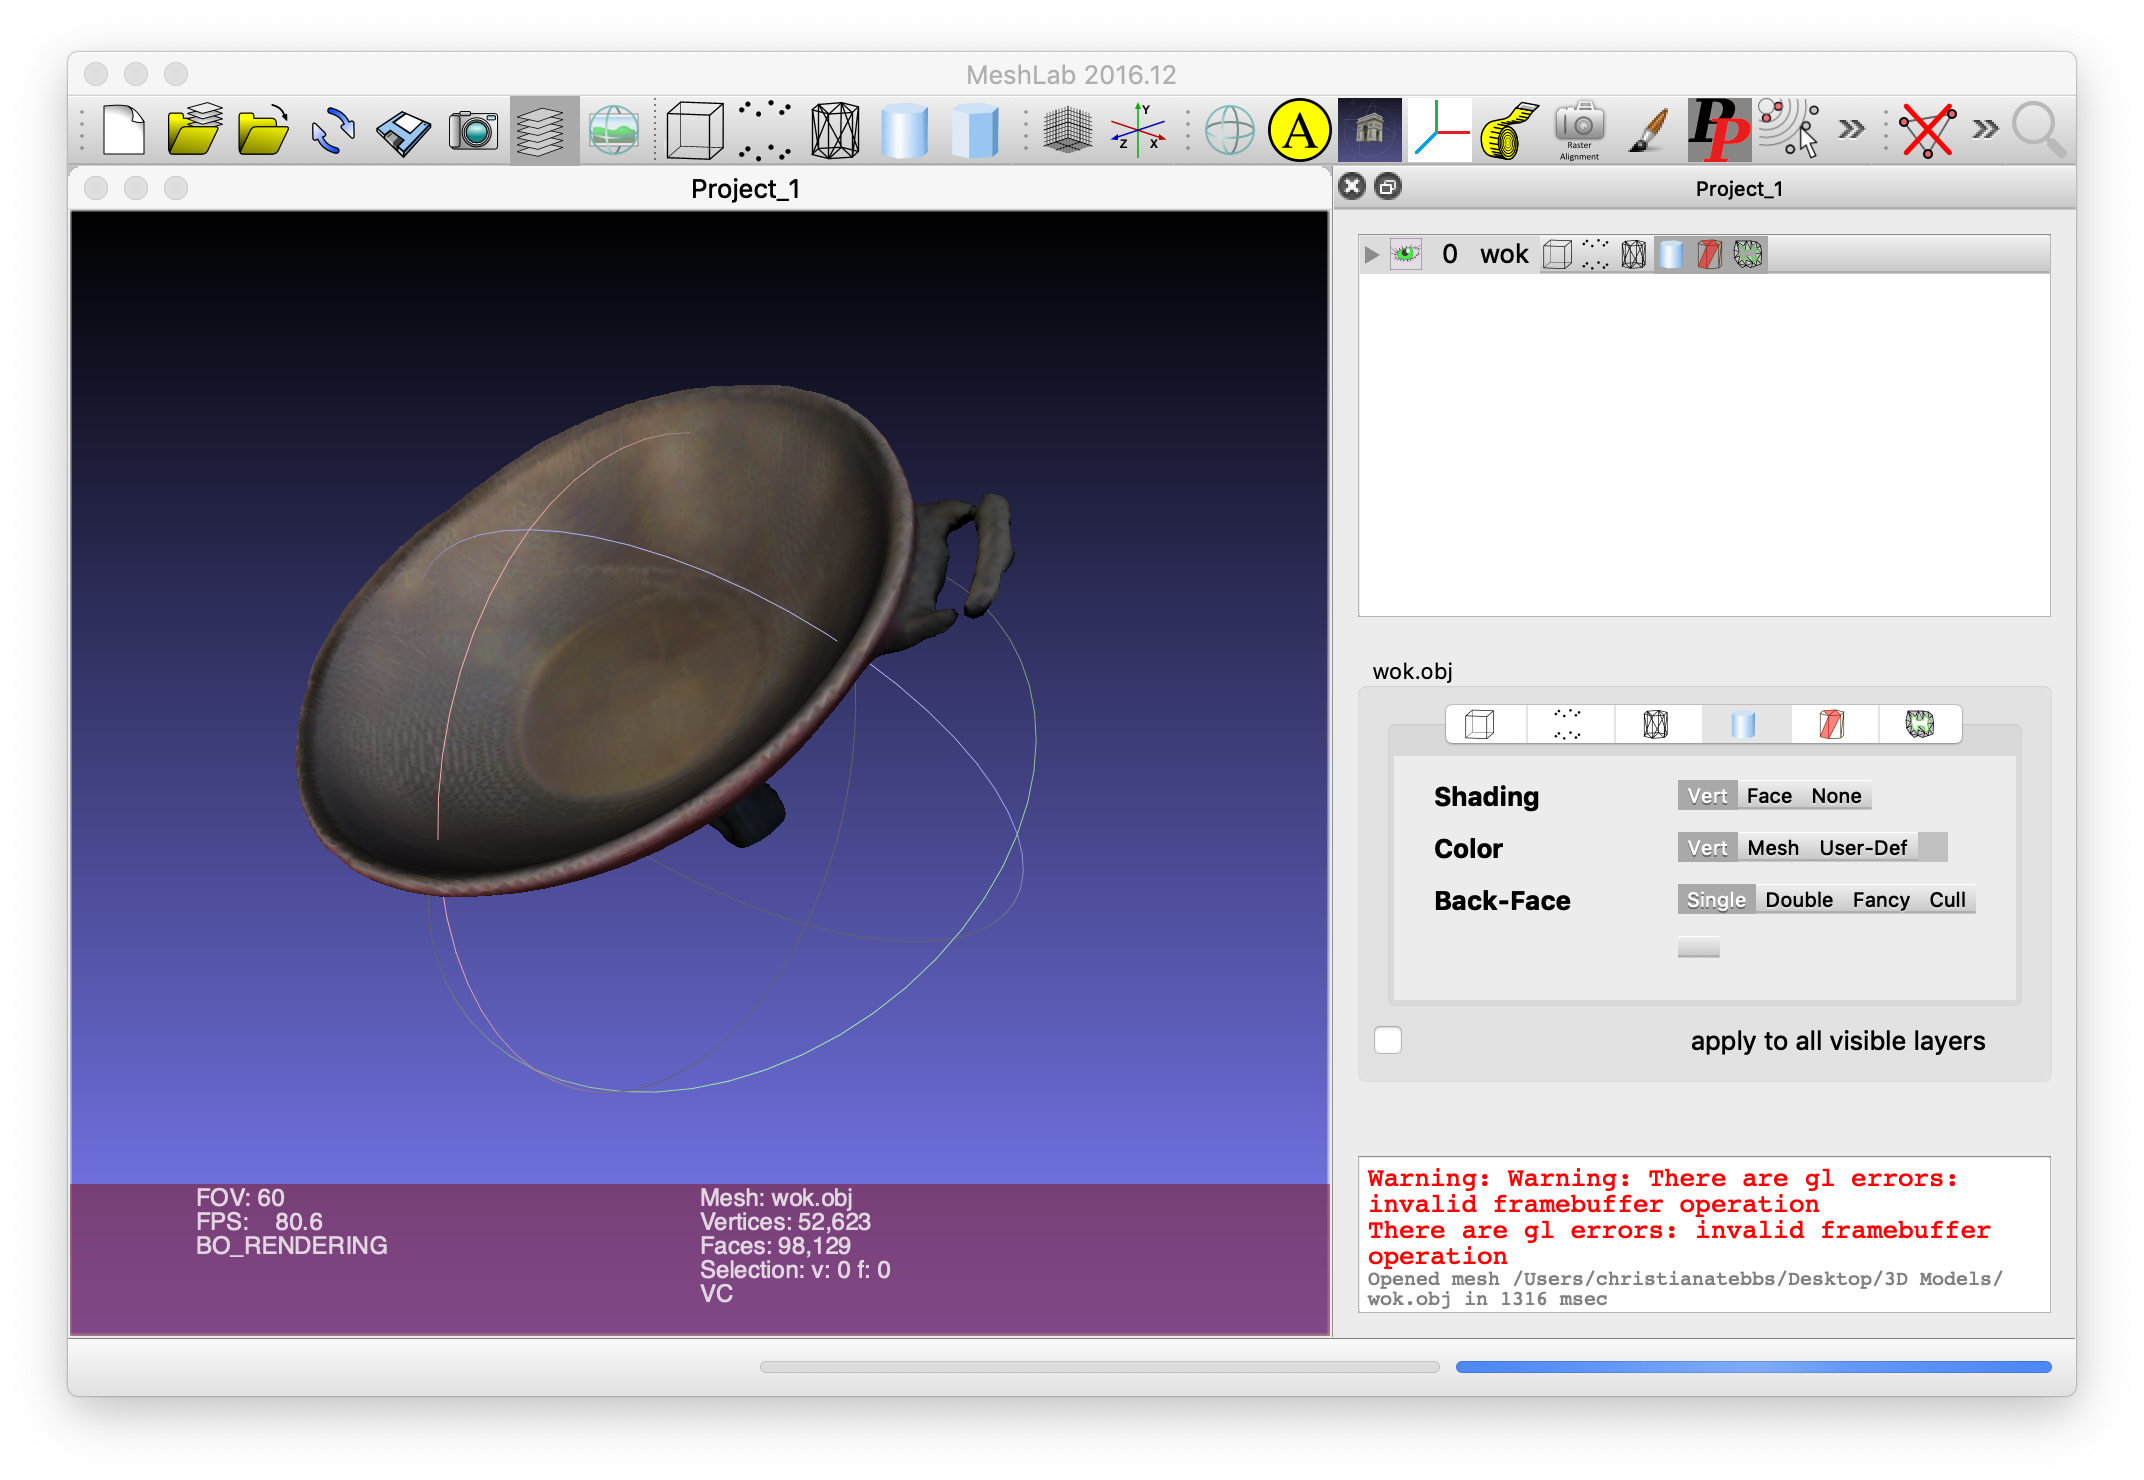 MeshLab 2016.12
Y
Z X
A
Raster
Alignment
PP
Project_1
Project_1
0 wok
wok.obj
Shading Vert Face None
Color Vert Mesh User-Def
Back-Face Single Double Fancy Cull
apply to all visible layers
FOV: 60
FPS: 80.6
BO_RENDERING
Mesh: wok.obj
Vertices: 52,623
Faces: 98,129
Selection: v: 0 f: 0
VC
Warning: Warning: There are gl errors:
invalid framebuffer operation
There are gl errors: invalid framebuffer
operation
Opened mesh /Users/christianatebbs/Desktop/3D Models/
wok.obj in 1316 msec